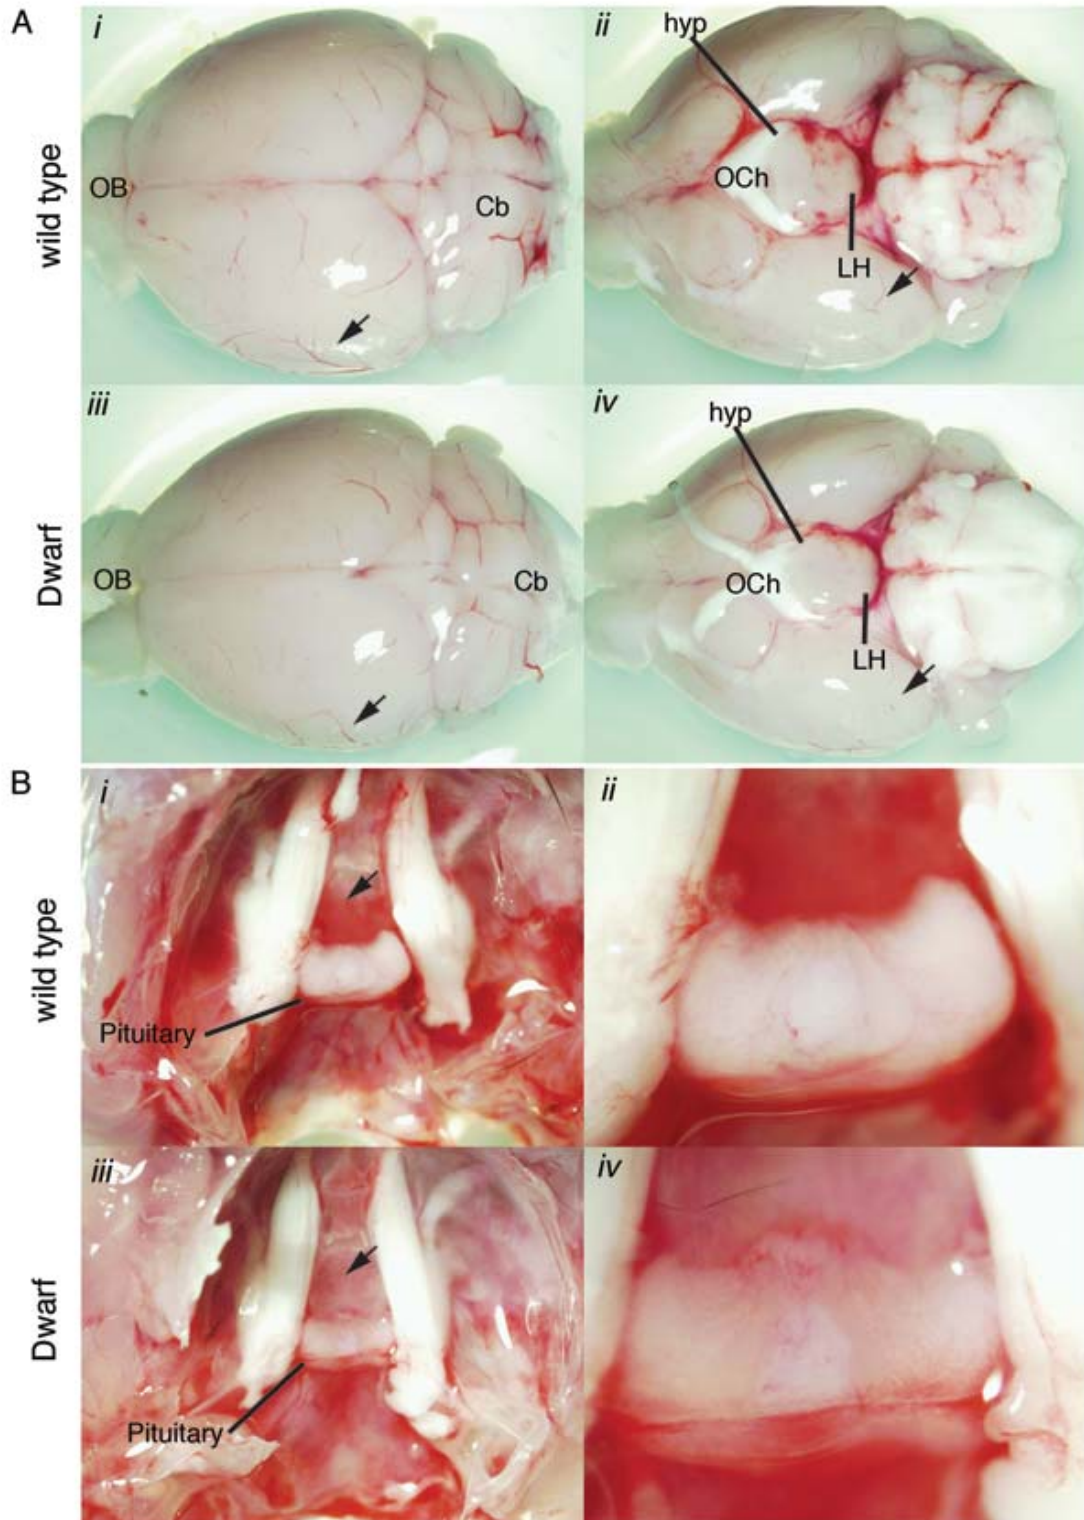 A
i
ii
hyp
wild type
OB
Cb
OCh
LH
iii
iv
hyp
Dwarf
OB
Cb
OCh
LH
B
i
ii
wild type
Pituitary
iii
iv
Dwarf
Pituitary